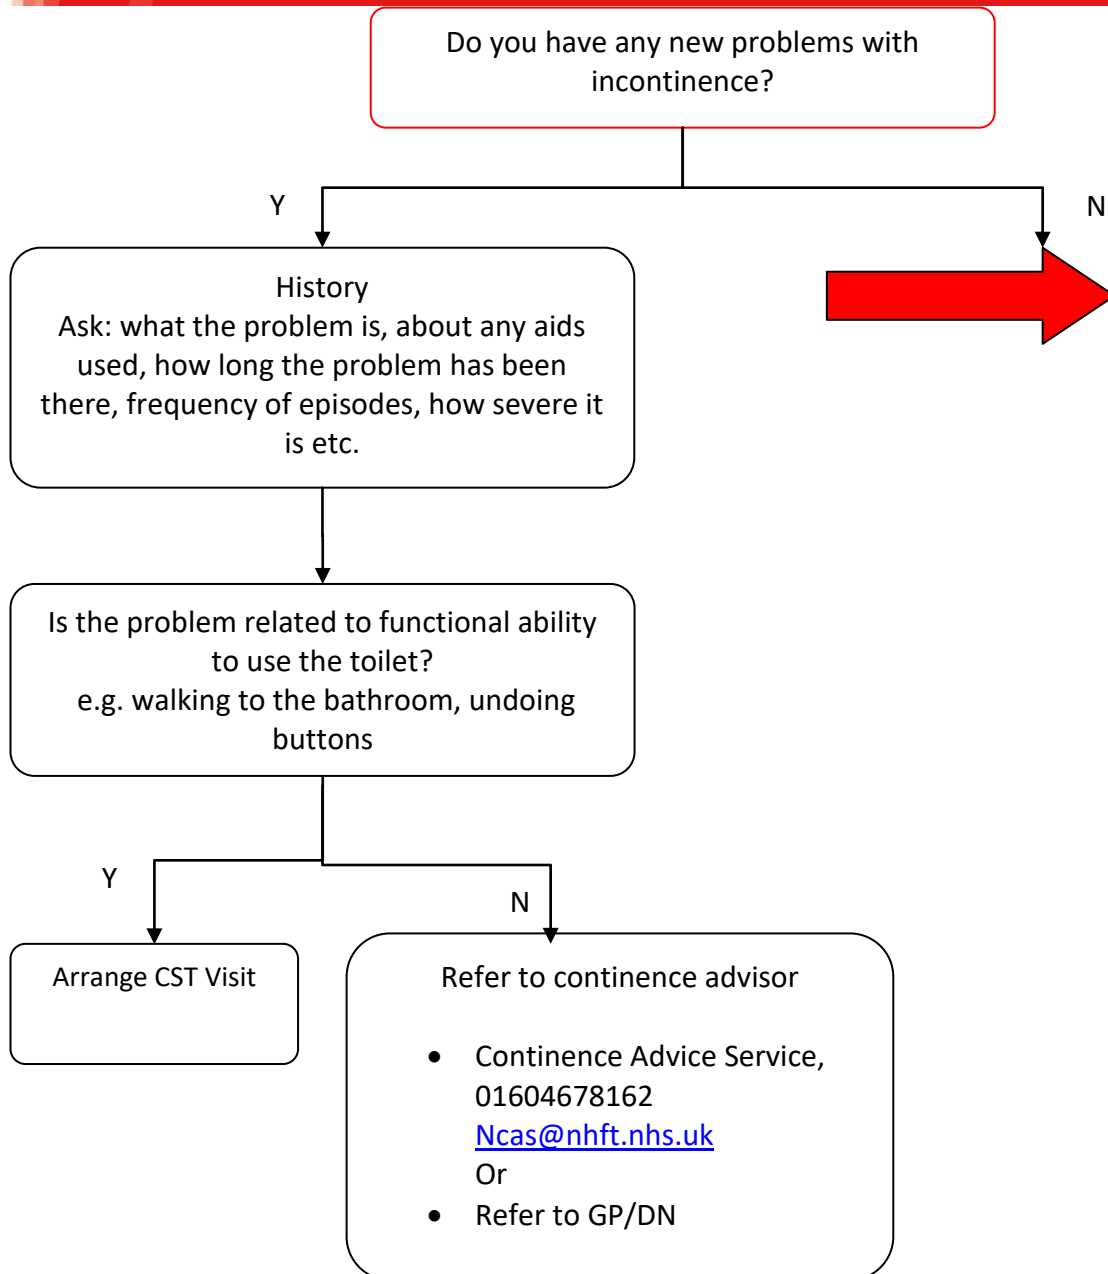 Do you have any new problems with
incontinence?
Y
N
History
Ask: what the problem is, about any aids
used, how long the problem has been
there, frequency of episodes, how severe it
is etc.
Is the problem related to functional ability
to use the toilet?
e.g. walking to the bathroom, undoing
buttons
Y
N
Arrange CST Visit
Refer to continence advisor
• Continence Advice Service,
01604678162
Ncas@nhft.nhs.uk
Or
• Refer to GP/DN